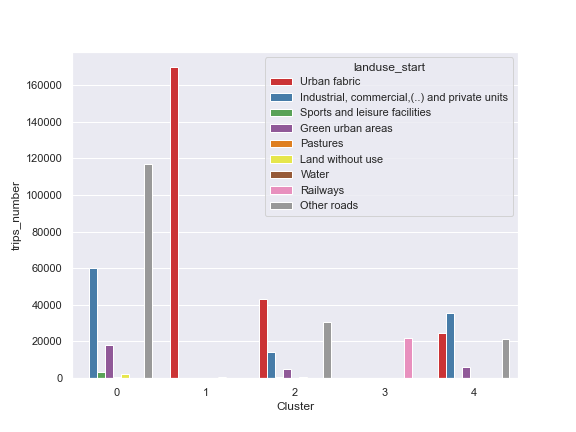 landuse_start
Urban fabric
Industrial, commercial,(..) and private units
Sports and leisure facilities
Green urban areas
Pastures
Land without use
Water
Railways
Other roads
160000
140000
120000
100000
80000
60000
40000
20000
0
trips_number
0 1 2 3 4
Cluster